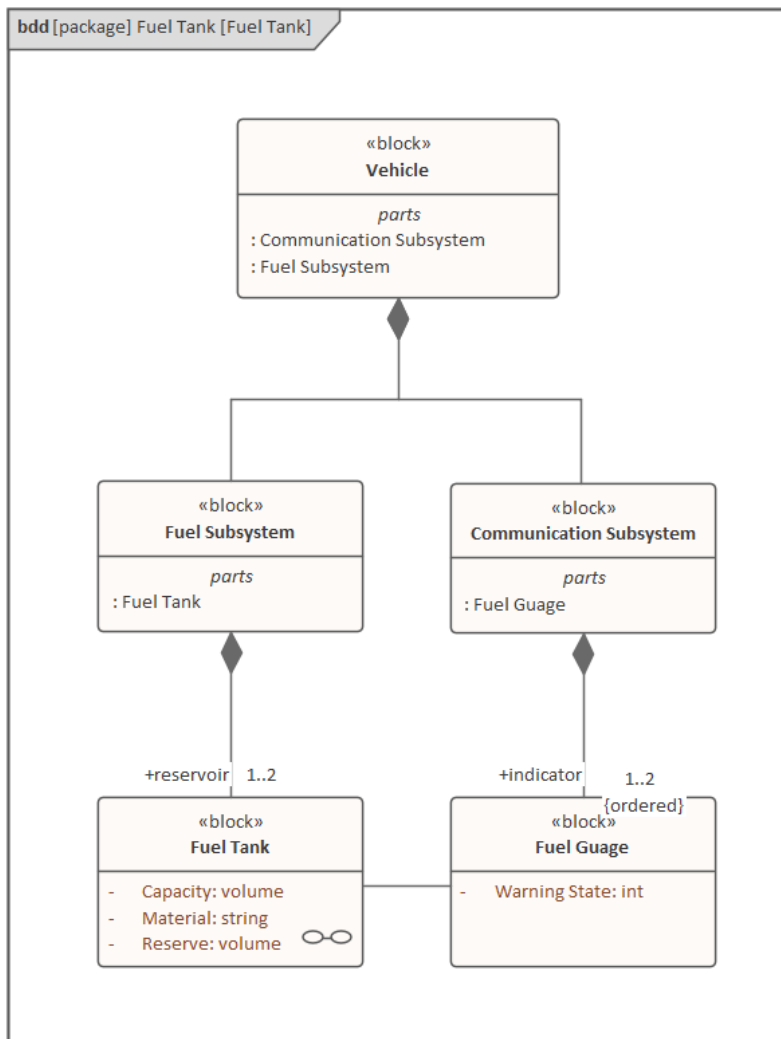 bdd [package] Fuel Tank [Fuel Tank]
«block»
Vehicle
parts
: Communication Subsystem
: Fuel Subsystem
«block»
Fuel Subsystem
parts
: Fuel Tank
«block»
Communication Subsystem
parts
: Fuel Guage
+reservoir 1..2
+indicator 1..2
{ordered}
«block»
Fuel Tank
- Capacity: volume
- Material: string
- Reserve: volume
«block»
Fuel Guage
- Warning State: int